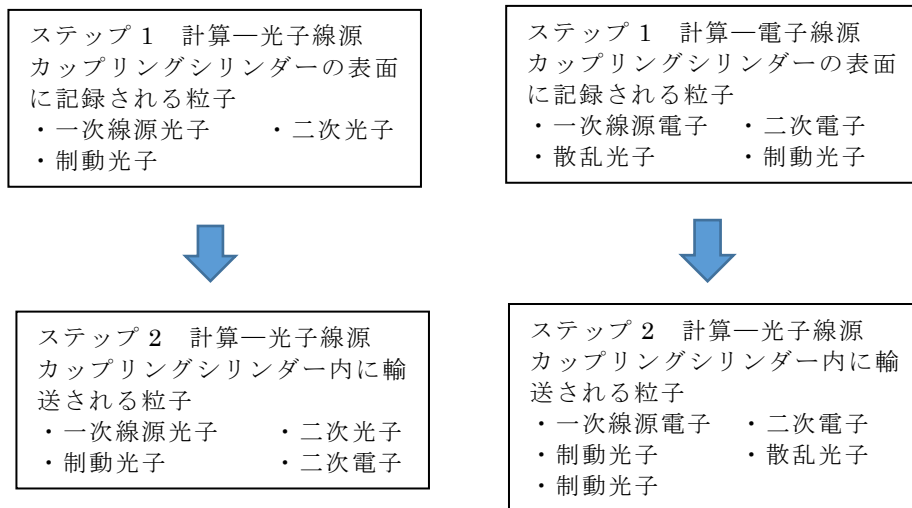 ステップ 1 計算―光子線源
カップリングシリンダーの表面
に記録される粒子
・一次線源光子 ・二次光子
・制動光子
ステップ 2 計算―光子線源
カップリングシリンダー内に輸
送される粒子
・一次線源光子 ・二次光子
・制動光子 ・二次電子
ステップ 1 計算―電子線源
カップリングシリンダーの表面
に記録される粒子
・一次線源電子 ・二次電子
・散乱光子 ・制動光子
ステップ 2 計算―光子線源
カップリングシリンダー内に輸
送される粒子
・一次線源電子 ・二次電子
・制動光子 ・散乱光子
・制動光子